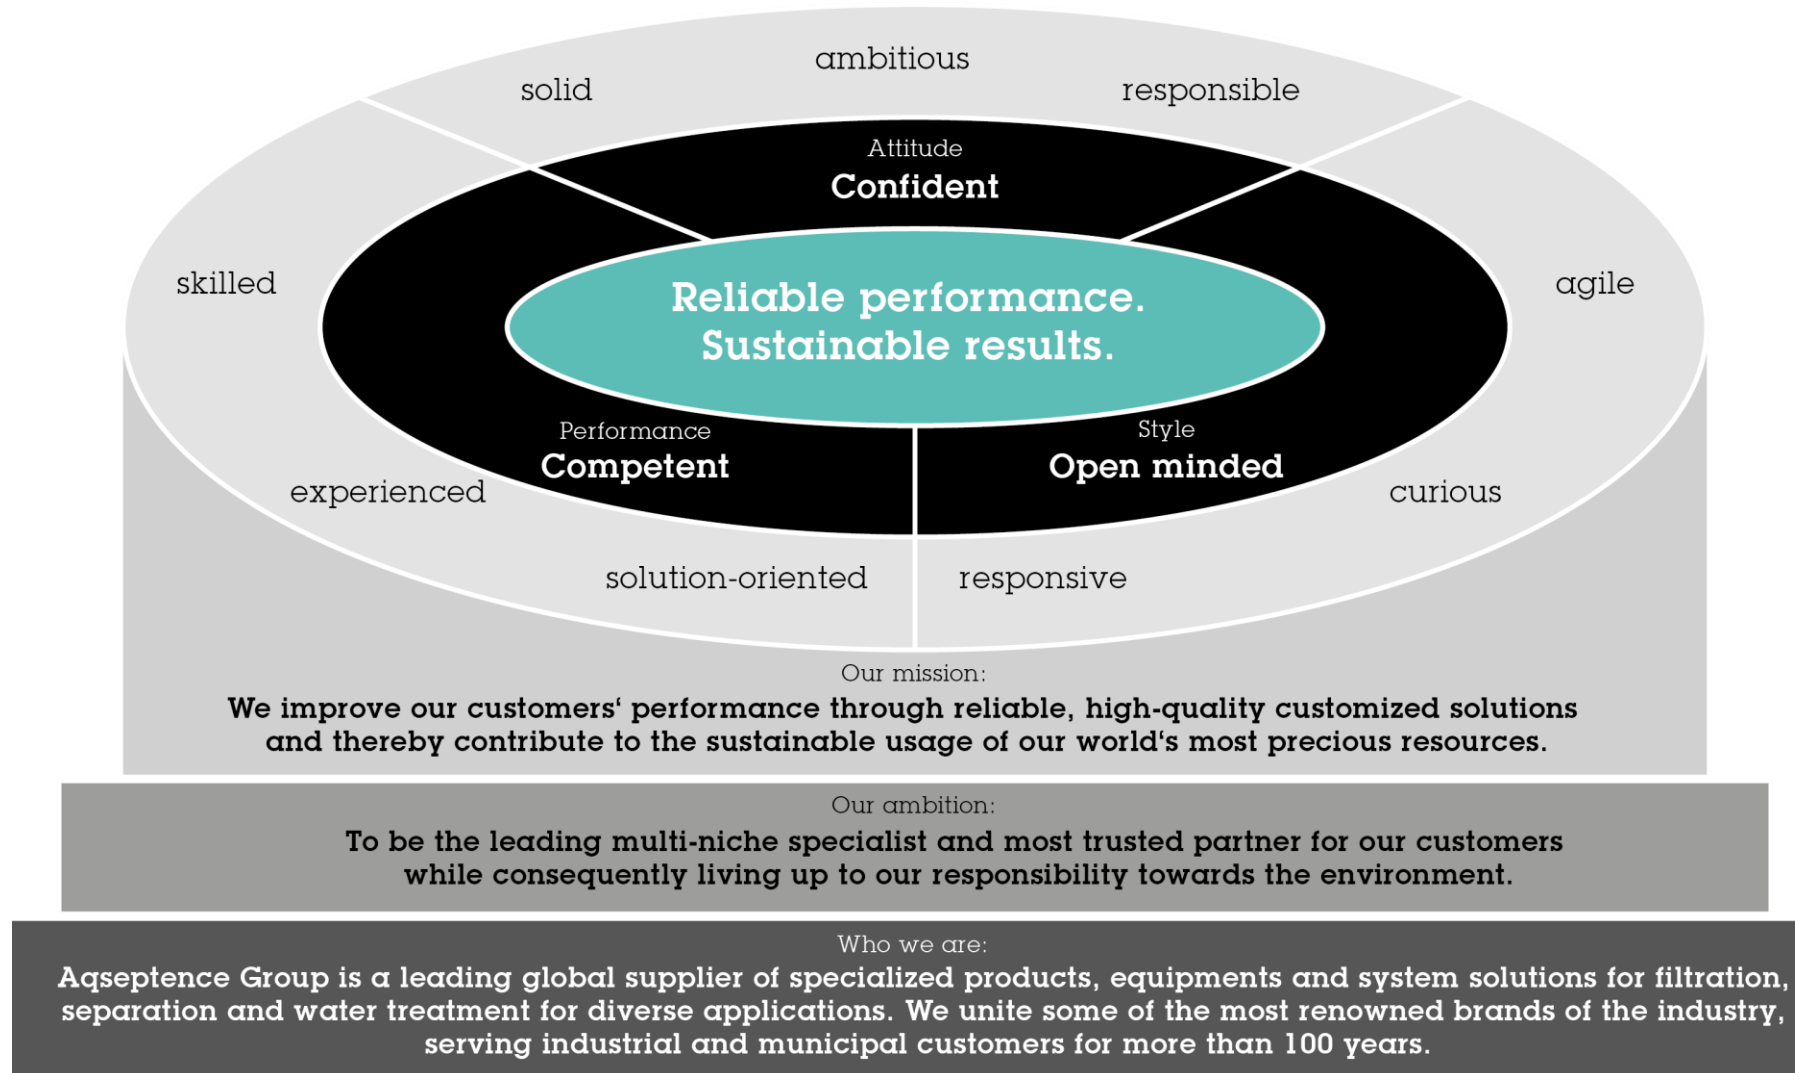 ambitious
solid
responsible
Attitude
Confident
skilled
agile
Reliable performance.
Sustainable results.
Performance
Competent
Style
Open minded
experienced
curious
solution-oriented
responsive
Our mission:
We improve our customers‘ performance through reliable, high-quality customized solutions
and thereby contribute to the sustainable usage of our world‘s most precious resources.
Our ambition:
To be the leading multi-niche specialist and most trusted partner for our customers
while consequently living up to our responsibility towards the environment.
Who we are:
Aqseptence Group is a leading global supplier of specialized products, equipments and system solutions for filtration,
separation and water treatment for diverse applications. We unite some of the most renowned brands of the industry,
serving industrial and municipal customers for more than 100 years.